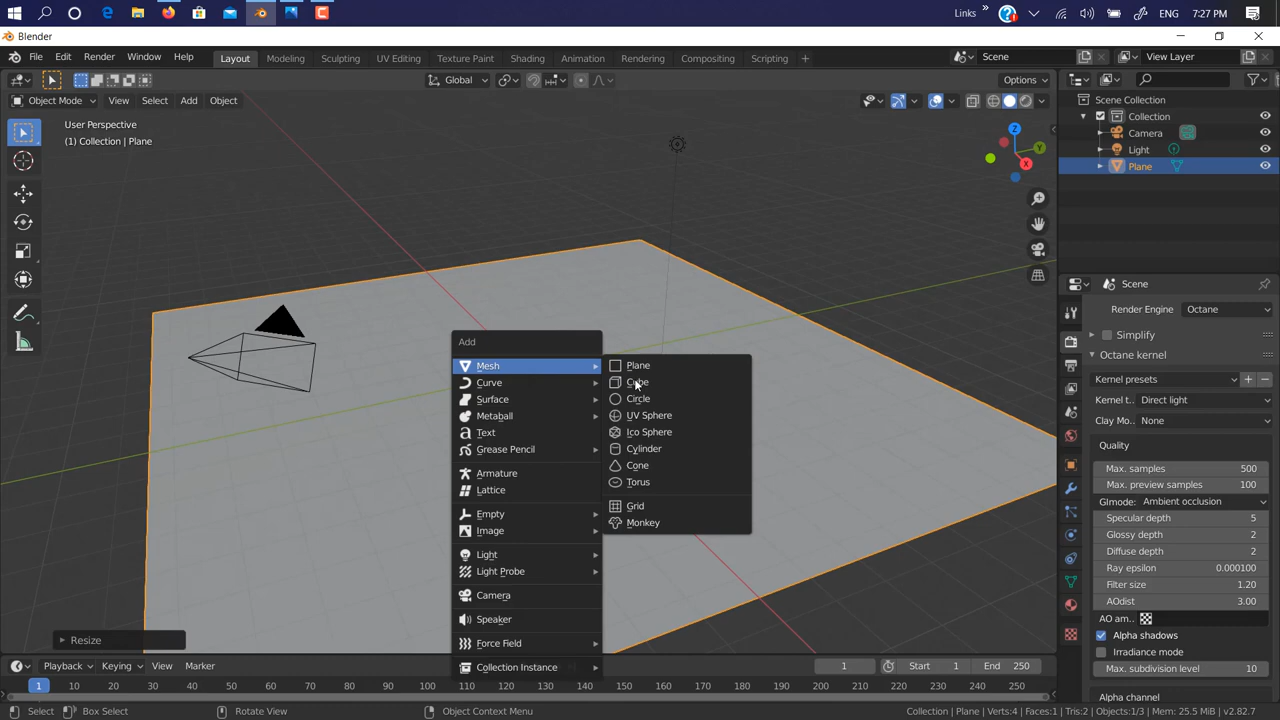 Links » ENG 7:27 PM
Blender
File Edit Render Window Help Layout Modeling Sculpting UV Editing Texture Paint Shading Animation Rendering Compositing Scripting + Scene View Layer
Global Options
Object Mode View Select Add Object
User Perspective
(1) Collection | Plane
Z
Y
X
Scene Collection
Collection
Camera
Light
Plane
Scene
Render Engine Octane
Simplify
Octane kernel
Kernel presets
Kernel t... Direct light
Clay Mo... None
Quality
Max. samples 500
Max. preview samples 100
GImode: Ambient occlusion
Specular depth 5
Glossy depth 2
Diffuse depth 2
Ray epsilon 0.000100
Filter size 1.20
AOdist 3.00
AO am...
Alpha shadows
Irradiance mode
Max. subdivision level 10
Alpha channel
Add
Mesh
Curve
Surface
Metaball
Text
Grease Pencil
Armature
Lattice
Empty
Image
Light
Light Probe
Camera
Speaker
Force Field
Collection Instance
Plane
Cube
Circle
UV Sphere
Ico Sphere
Cylinder
Cone
Torus
Grid
Monkey
Resize
Playback Keying View Marker 1 Start 1 End 250
1 10 20 30 40 50 60 70 80 90 100 110 120 130 140 150 160 170 180 190 200 210 220 230 240 250
Select Box Select Rotate View Object Context Menu Collection | Plane | Verts:4 | Faces:1 | Tris:2 | Objects:1/3 | Mem: 25.5 MiB | v2.82.7